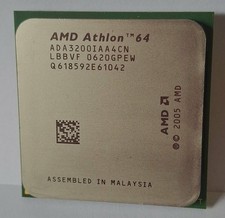 AMD Athlon™64
ADA3200IAA4CN
LBBVF 0620GPEW
Q618592E61042
AMD
© 2005 AMD
ASSEMBLED IN MALAYSIA